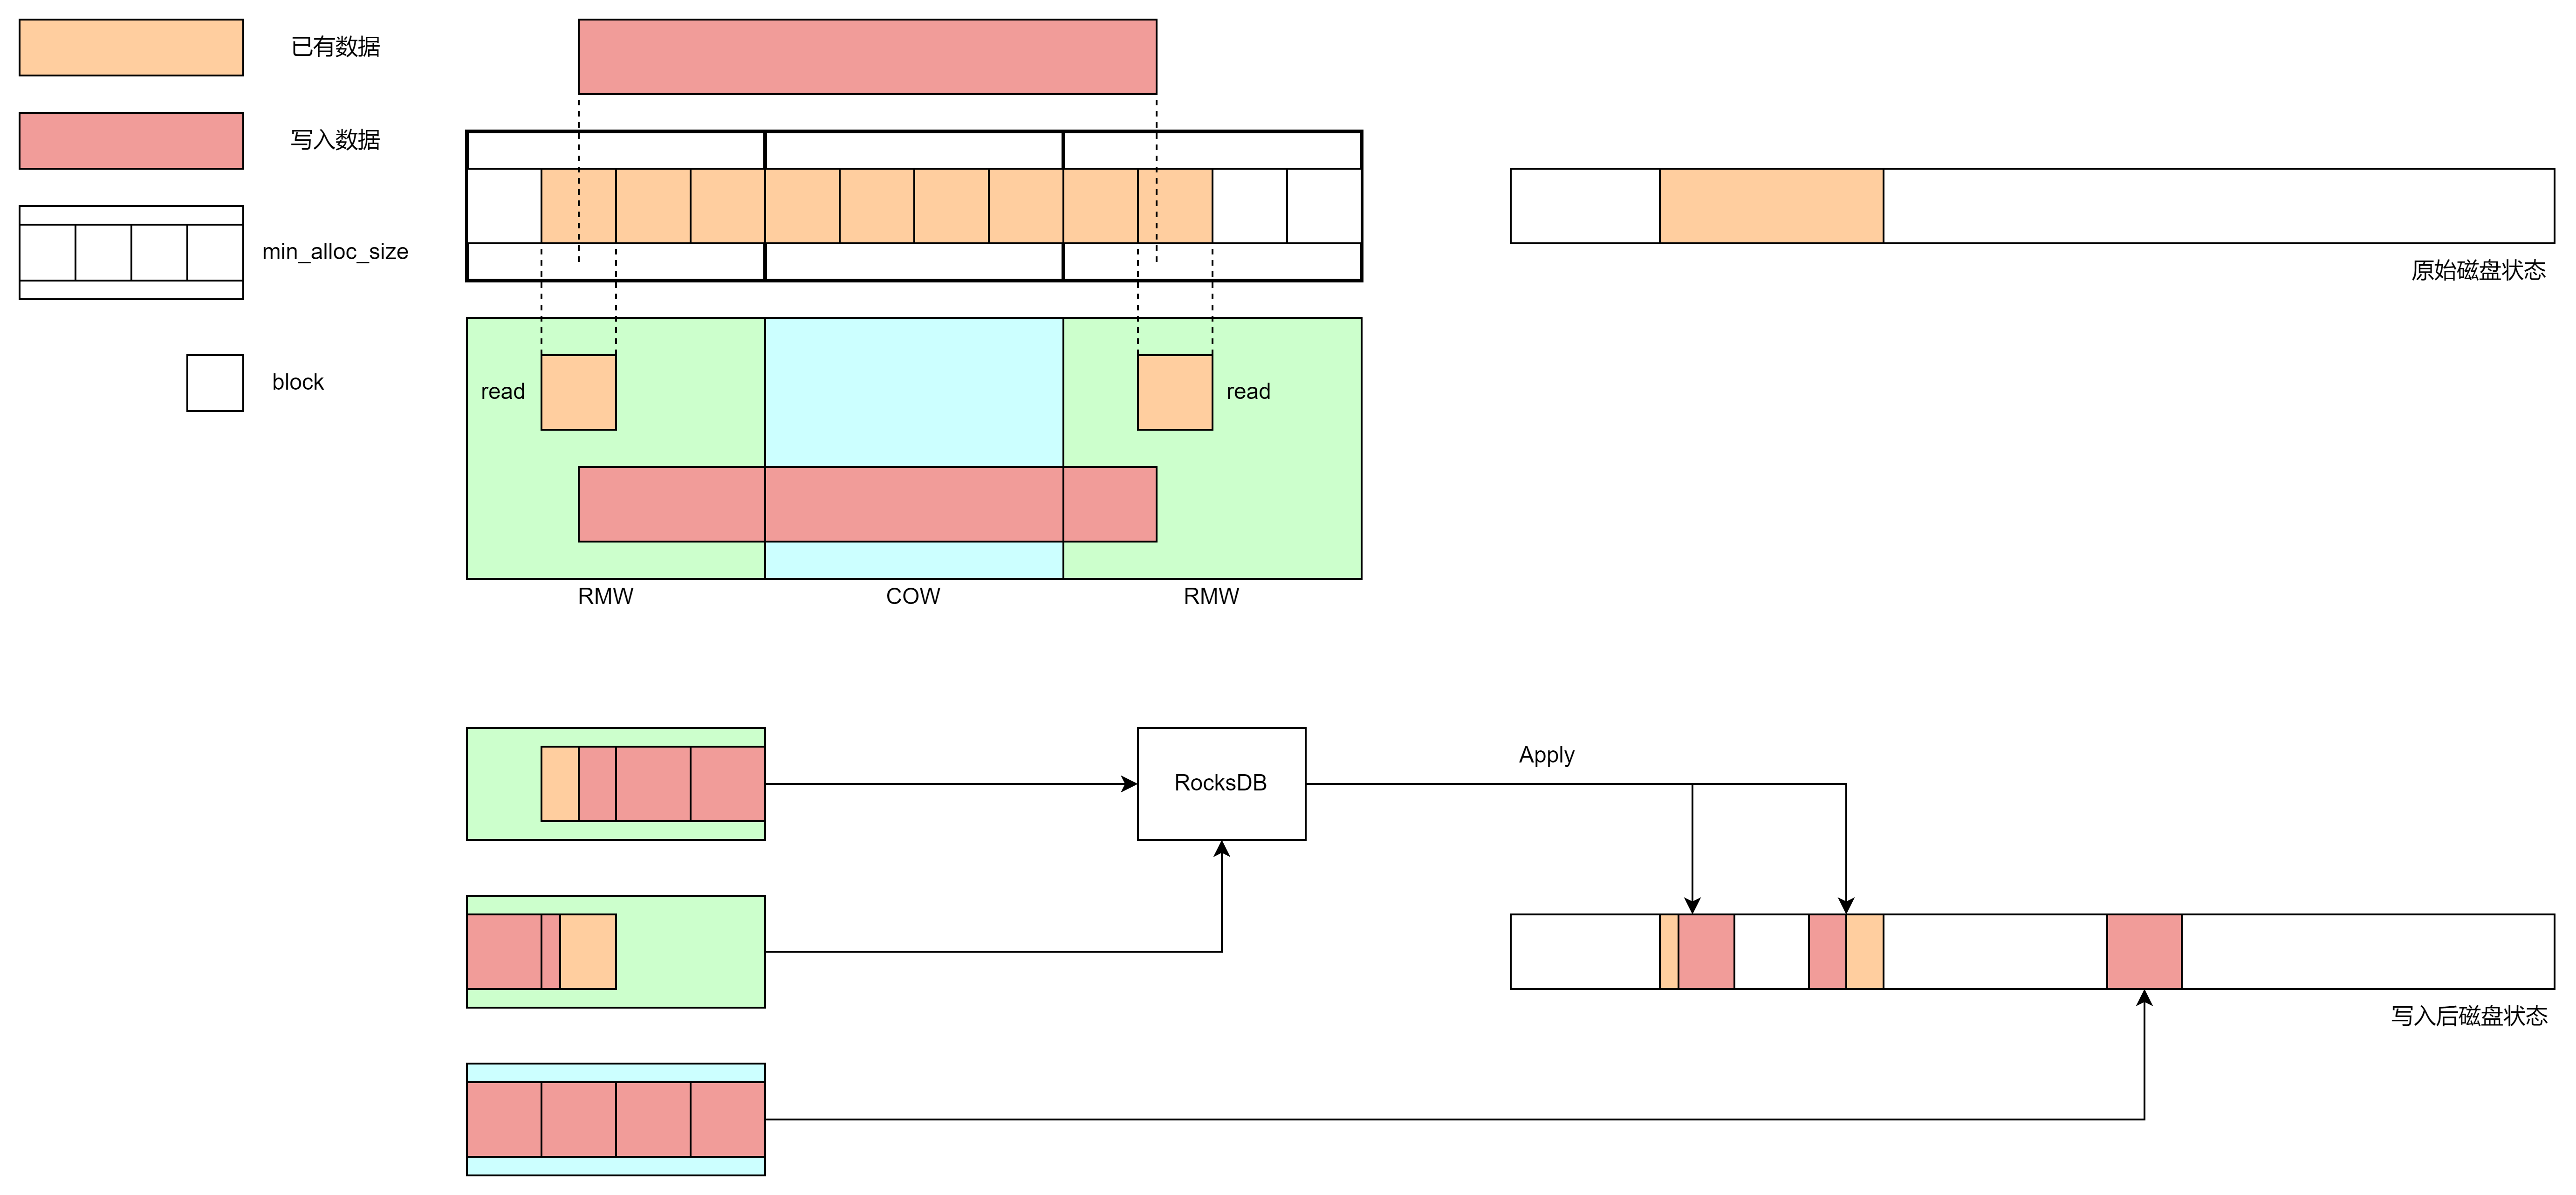 已有数据
写入数据
min_alloc_size
block
原始磁盘状态
read
read
RMW
COW
RMW
RocksDB
Apply
写入后磁盘状态